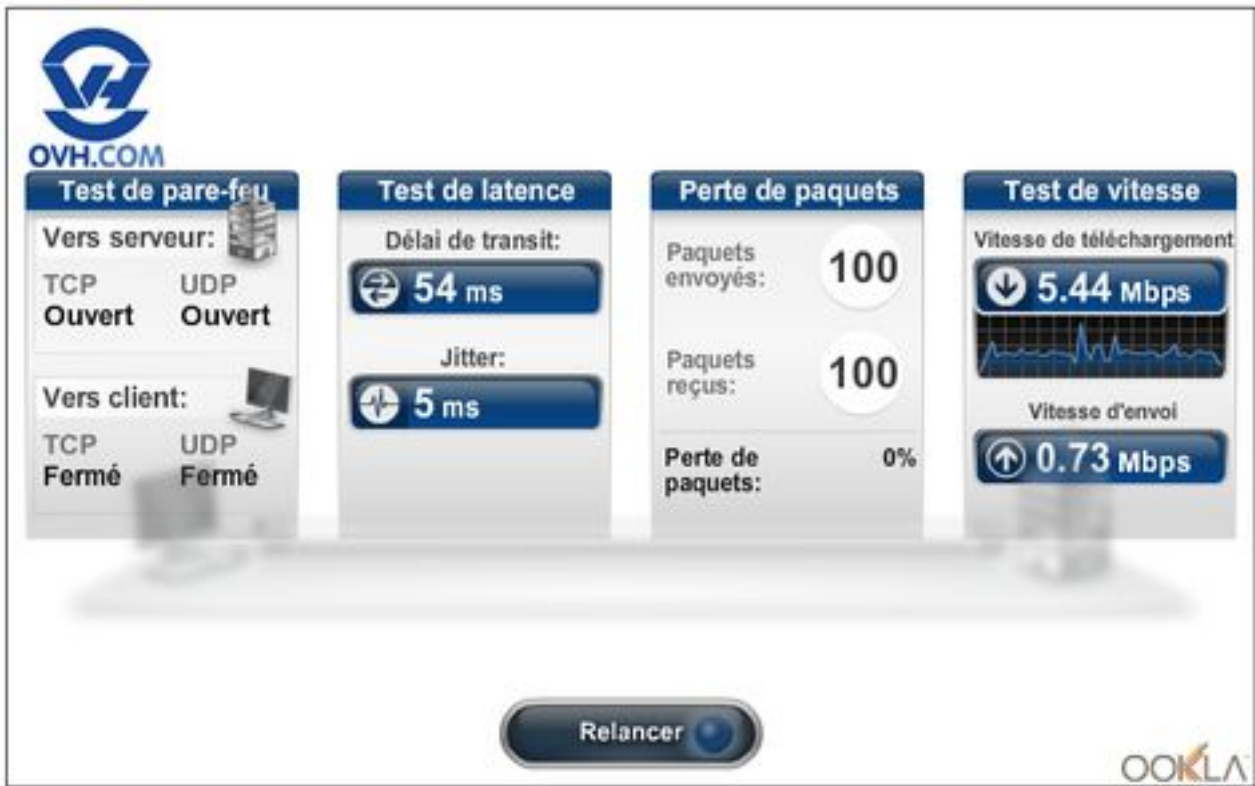 OVH.COM
Test de pare-feu
Vers serveur:
TCP UDP
Ouvert Ouvert
Vers client:
TCP UDP
Fermé Fermé
Test de latence
Délai de transit:
54 ms
Jitter:
5 ms
Perte de paquets
Paquets
envoyés:
100
Paquets
reçus:
100
Perte de
paquets:
0%
Test de vitesse
Vitesse de téléchargement
5.44 Mbps
Vitesse d'envoi
0.73 Mbps
Relancer
OOKLA